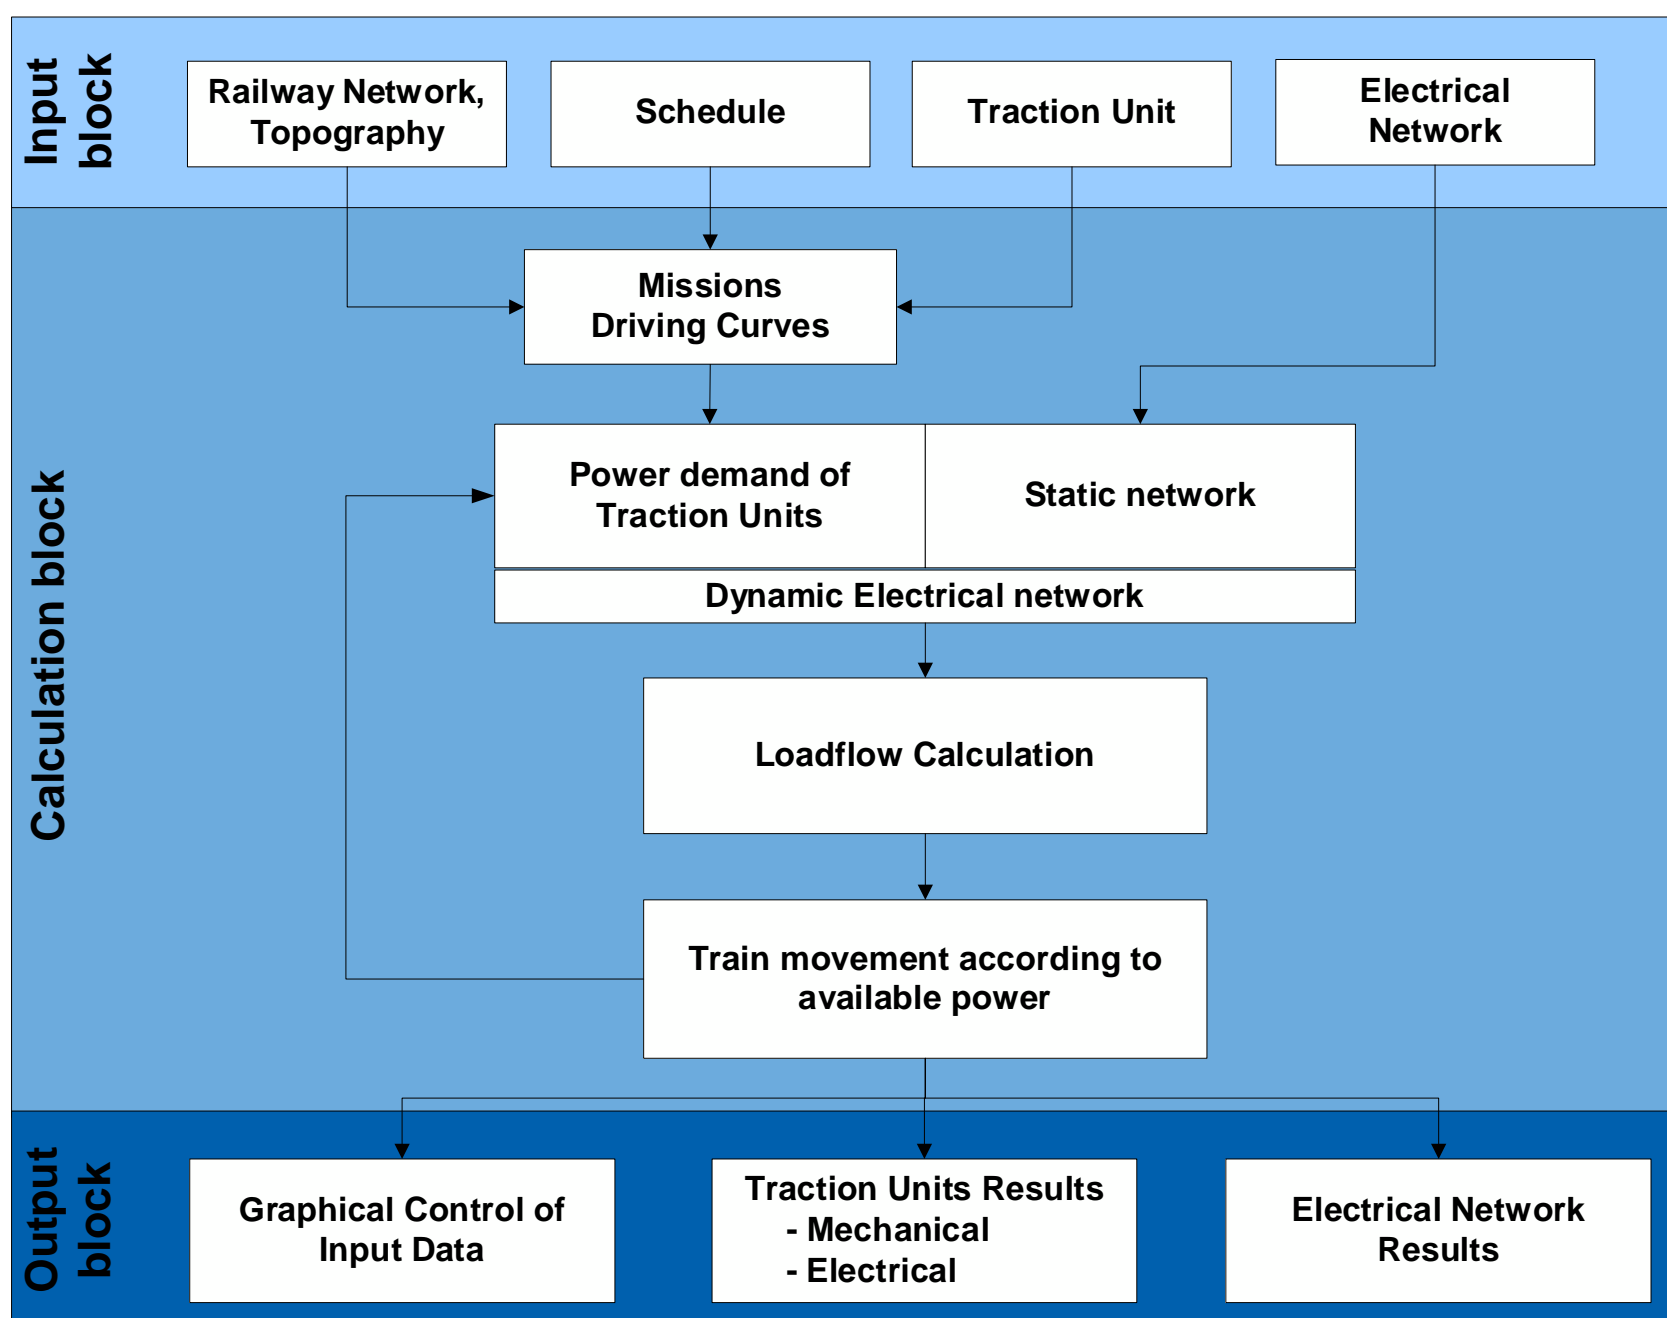 Input
block
Railway Network,
Topography
Schedule
Traction Unit
Electrical
Network
Calculation block
Missions
Driving Curves
Power demand of
Traction Units
Static network
Dynamic Electrical network
Loadflow Calculation
Train movement according to
available power
Output
block
Graphical Control of
Input Data
Traction Units Results
- Mechanical
- Electrical
Electrical Network
Results